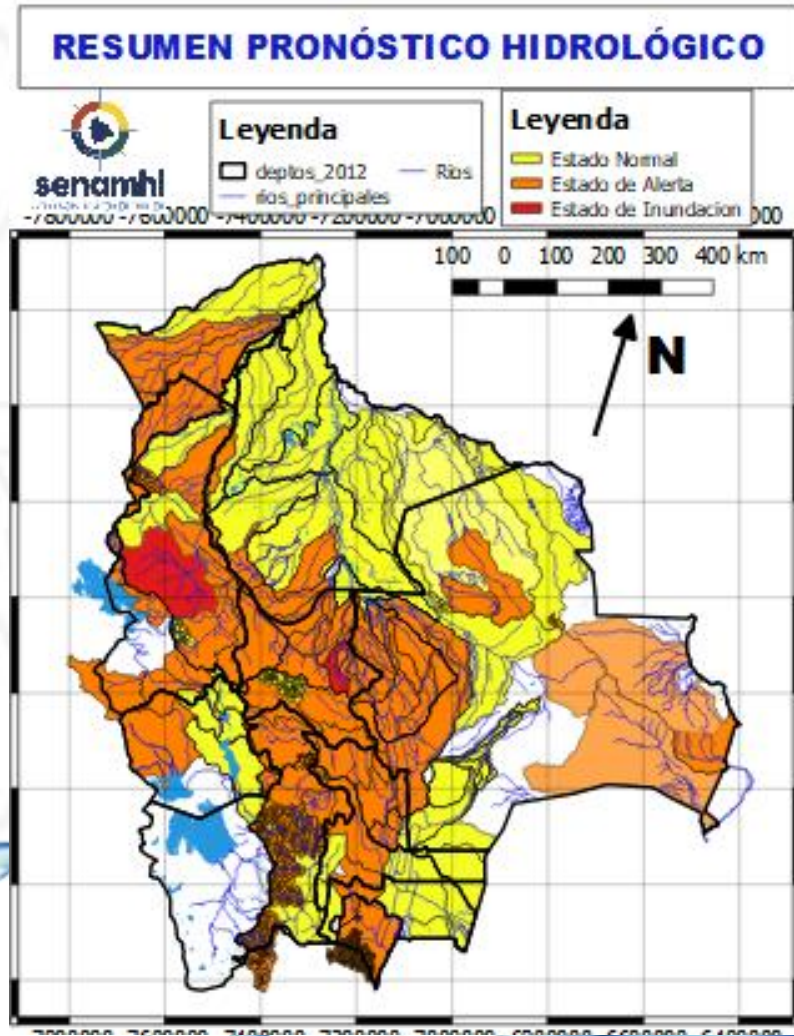 RESUMEN PRONÓSTICO HIDROLÓGICO
senamhi
Leyenda
deptos_2012
Rios
rios_principales
Leyenda
Estado Normal
Estado de Alerta
Estado de Inundacion
-7800000 -7600000 -7400000 -7200000 -7000000
100 0 100 200 300 400 km
N